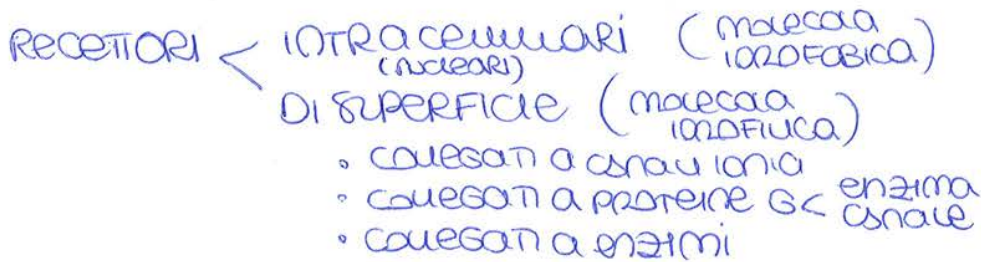 RECETTORI < INTRACELLULARI (MOLECOLA IDROFOBICA)
(NUCLEARI)
DI SUPERFICIE (MOLECOLA IDROFILICA)
• COLLEGATI A CANALI IONICI
• COLLEGATI A PROTEINE G < ENZIMA CANALE
• COLLEGATI A ENZIMI